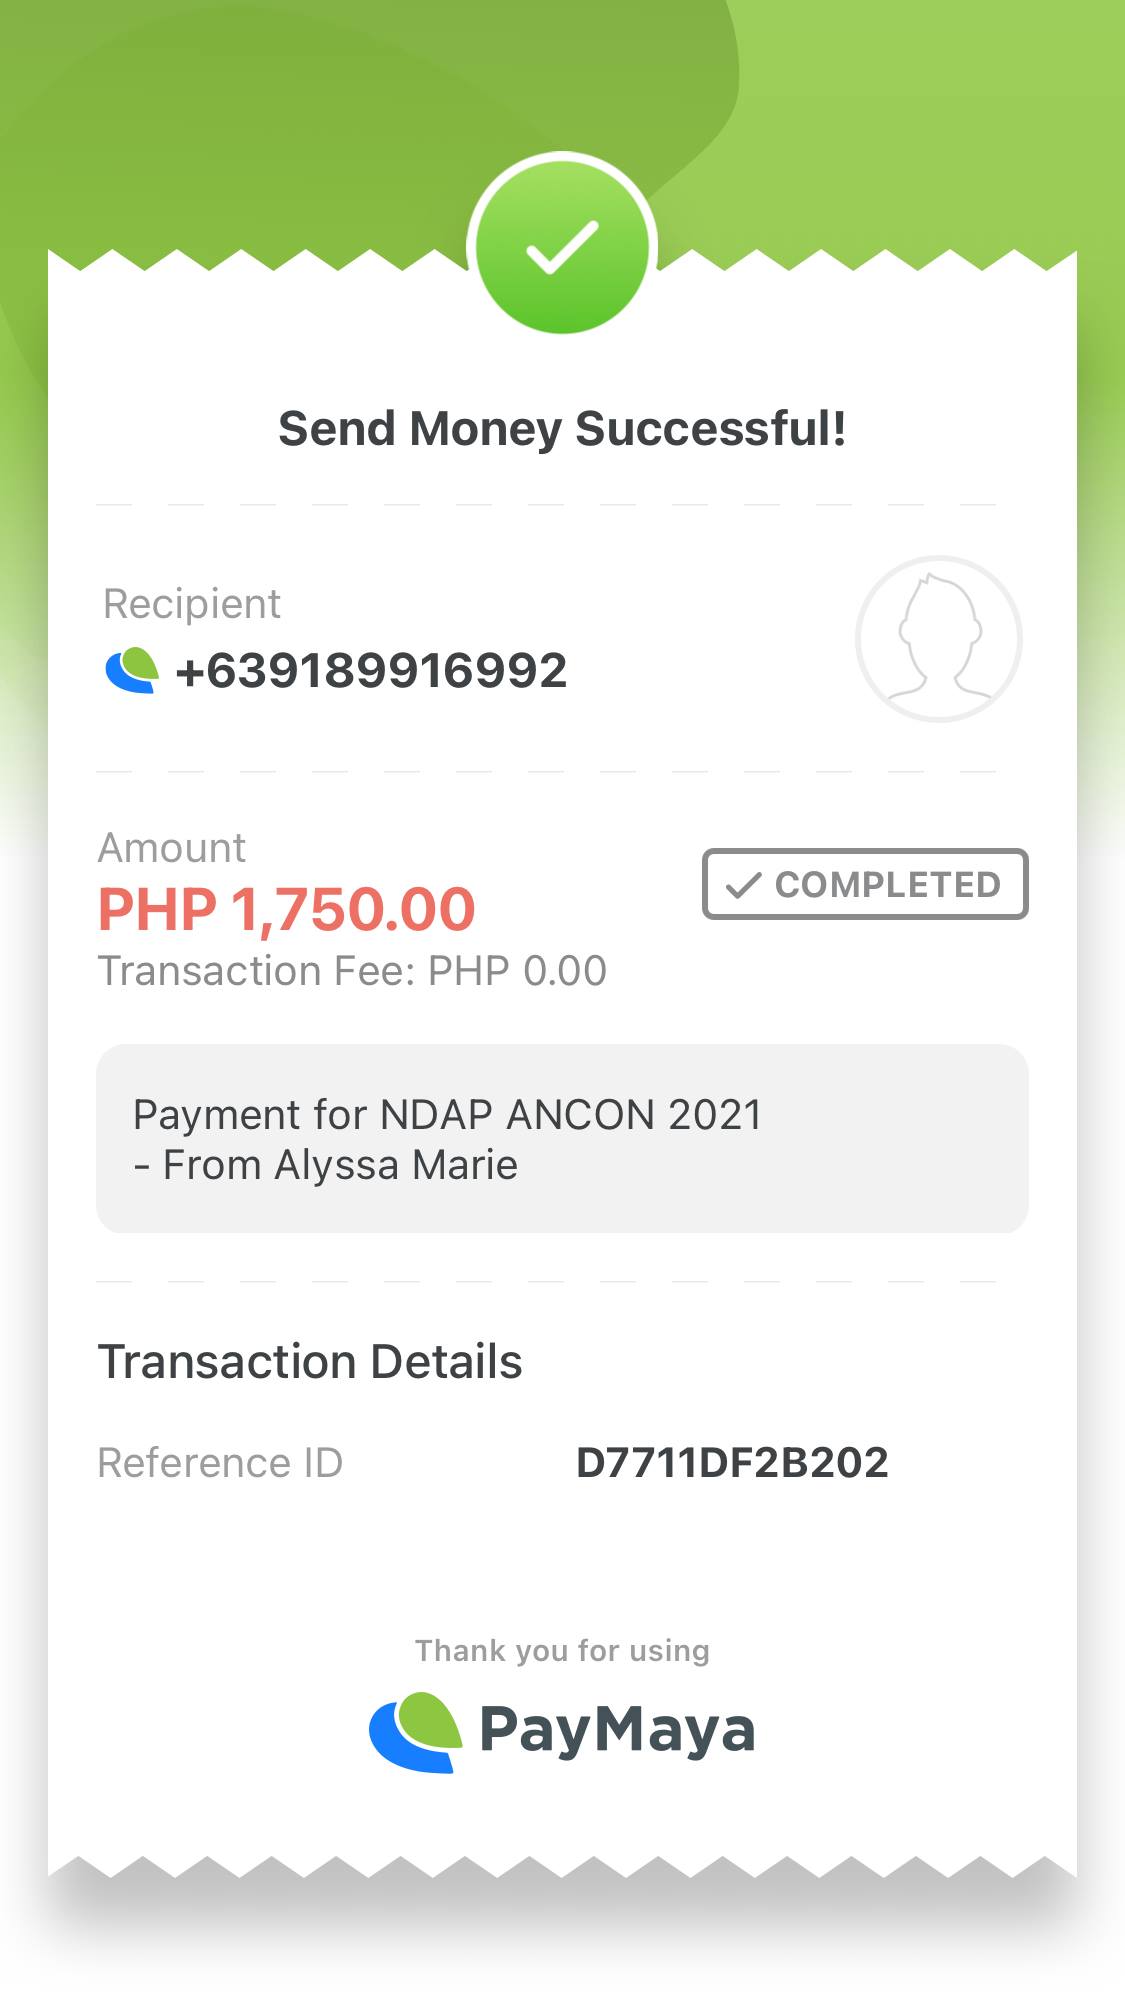 Send Money Successful!
Recipient
+639189916992
Amount
PHP 1,750.00
COMPLETED
Transaction Fee: PHP 0.00
Payment for NDAP ANCON 2021
- From Alyssa Marie
Transaction Details
Reference ID D7711DF2B202
Thank you for using
PayMaya